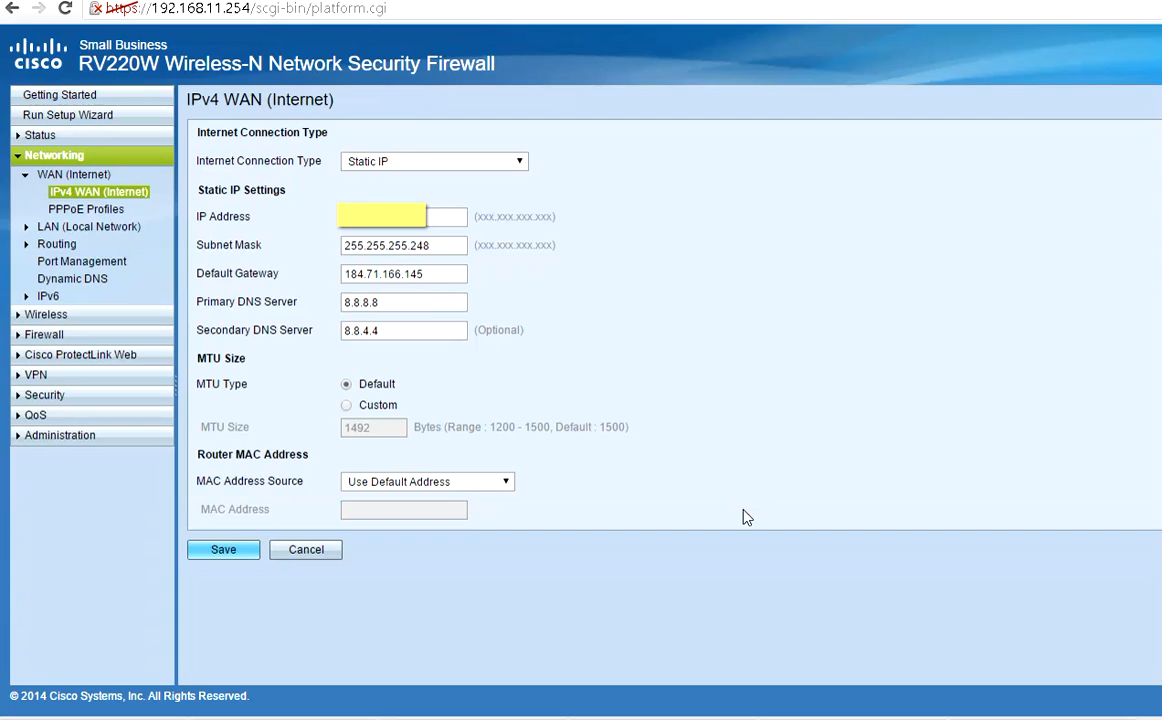 https://192.168.11.254/scgi-bin/platform.cgi
Small Business
CISCO RV220W Wireless-N Network Security Firewall
Getting Started
Run Setup Wizard
Status
Networking
WAN (Internet)
IPv4 WAN (Internet)
PPPoE Profiles
LAN (Local Network)
Routing
Port Management
Dynamic DNS
IPv6
Wireless
Firewall
Cisco ProtectLink Web
VPN
Security
QoS
Administration
IPv4 WAN (Internet)
Internet Connection Type
Internet Connection Type Static IP
Static IP Settings
IP Address (xxx.xxx.xxx.xxx)
Subnet Mask 255.255.255.248 (xxx.xxx.xxx.xxx)
Default Gateway 184.71.166.145
Primary DNS Server 8.8.8.8
Secondary DNS Server 8.8.4.4 (Optional)
MTU Size
MTU Type Default
Custom
MTU Size 1492 Bytes (Range : 1200 - 1500, Default : 1500)
Router MAC Address
MAC Address Source Use Default Address
MAC Address
Save Cancel
© 2014 Cisco Systems, Inc. All Rights Reserved.